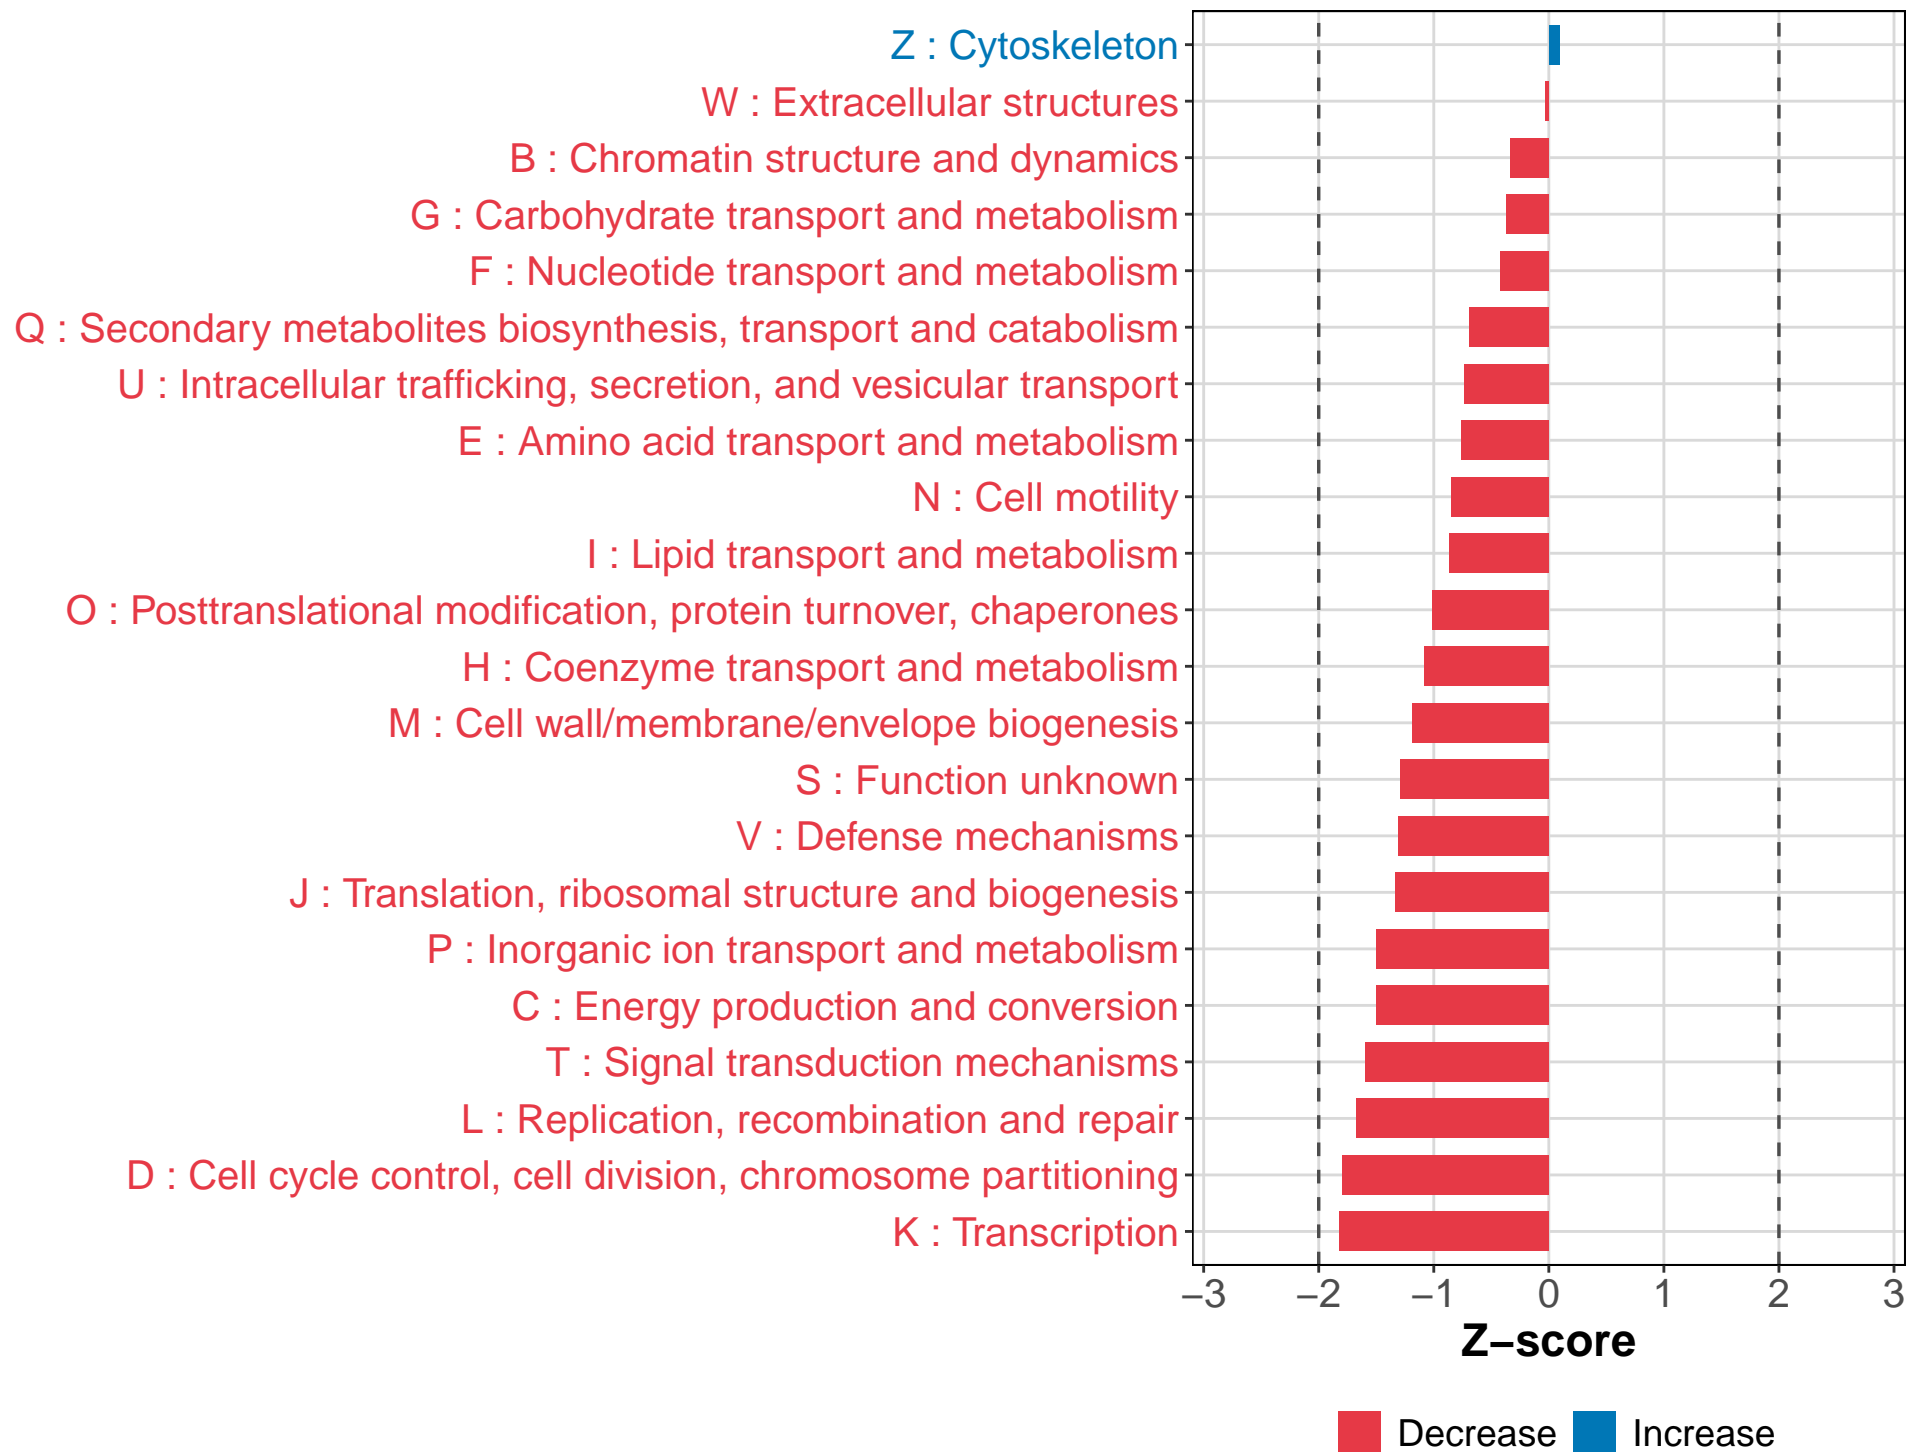 Z : Cytoskeleton
W : Extracellular structures
B : Chromatin structure and dynamics
G : Carbohydrate transport and metabolism
F : Nucleotide transport and metabolism
Q : Secondary metabolites biosynthesis, transport and catabolism
U : Intracellular trafficking, secretion, and vesicular transport
E : Amino acid transport and metabolism
N : Cell motility
I : Lipid transport and metabolism
O : Posttranslational modification, protein turnover, chaperones
H : Coenzyme transport and metabolism
M : Cell wall/membrane/envelope biogenesis
S : Function unknown
V : Defense mechanisms
J : Translation, ribosomal structure and biogenesis
P : Inorganic ion transport and metabolism
C : Energy production and conversion
T : Signal transduction mechanisms
L : Replication, recombination and repair
D : Cell cycle control, cell division, chromosome partitioning
K : Transcription
−3 −2 −1 0 1 2 3
Z−score
Decrease Increase